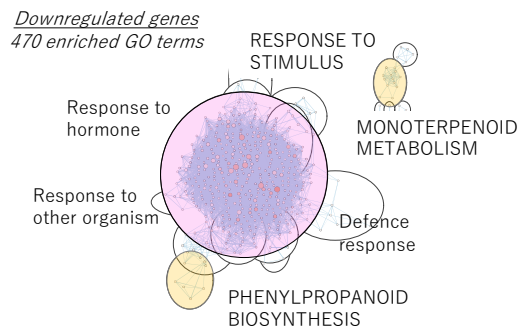 Downregulated genes
470 enriched GO terms
RESPONSE TO
STIMULUS
Response to
hormone
MONOTERPENOID
METABOLISM
Response to
other organism
Defence
response
PHENYLPROPANOID
BIOSYNTHESIS